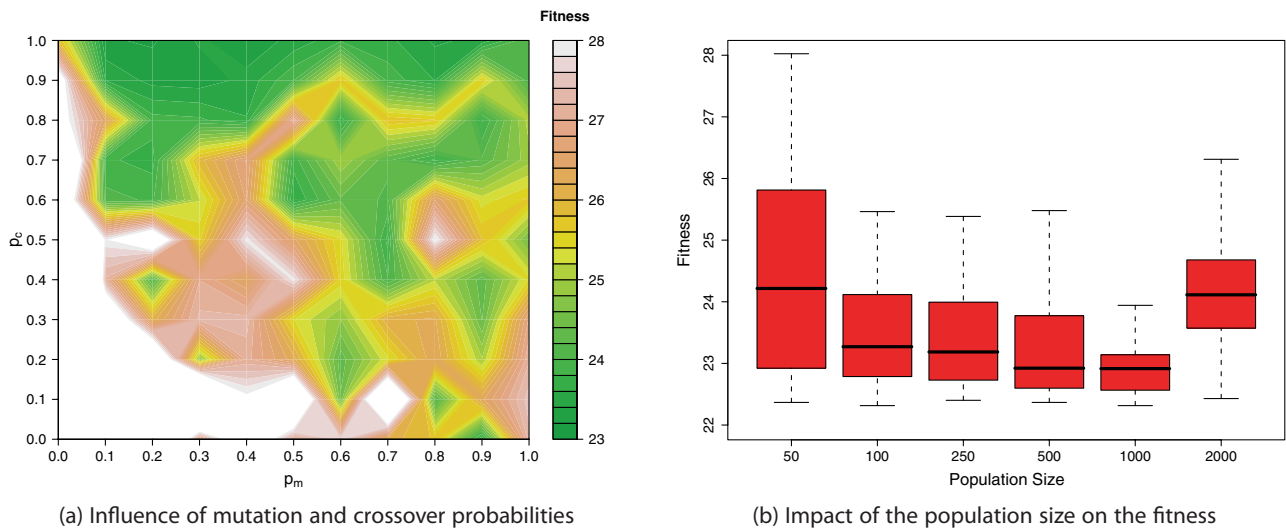 Fitness
1.0
0.9
0.8
0.7
0.6
0.5
0.4
0.3
0.2
0.1
0.0
p_c
0.0 0.1 0.2 0.3 0.4 0.5 0.6 0.7 0.8 0.9 1.0
p_m
28
27
26
25
24
23
(a) Influence of mutation and crossover probabilities
28
27
26
25
24
23
22
Fitness
50 100 250 500 1000 2000
Population Size
(b) Impact of the population size on the fitness